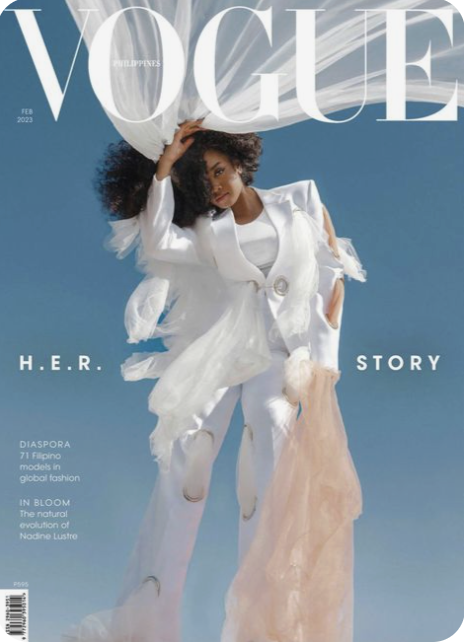 VOGUE
PHILIPPINES
FEB
2023
H.E.R. STORY
DIASPORA
71 Filipino
models in
global fashion
IN BLOOM
The natural
evolution of
Nadine Lustre